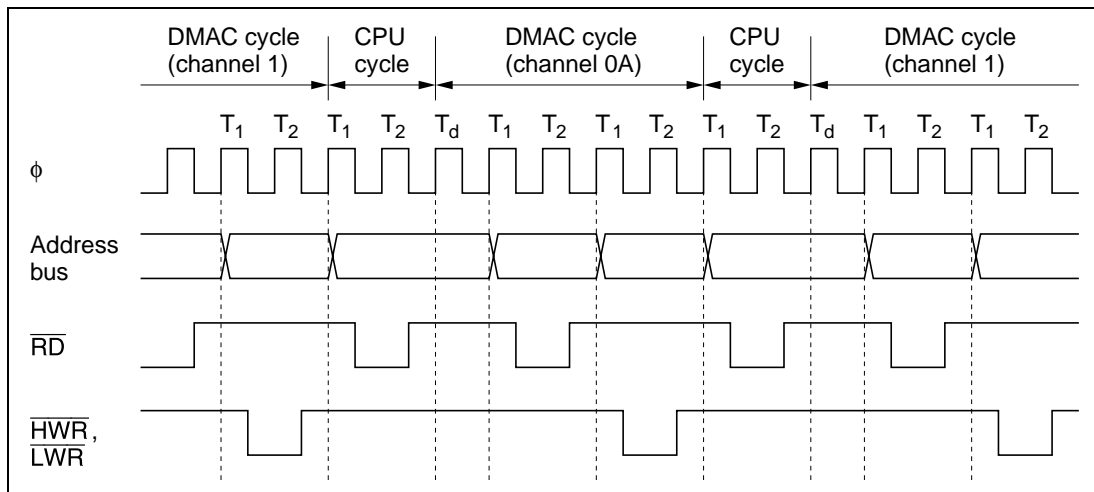 DMAC cycle
(channel 1)
CPU
cycle
DMAC cycle
(channel 0A)
CPU
cycle
DMAC cycle
(channel 1)
T1 T2 T1 T2 Td T1 T2 T1 T2 T1 T2 Td T1 T2 T1 T2
ϕ
Address
bus
RD
HWR,
LWR